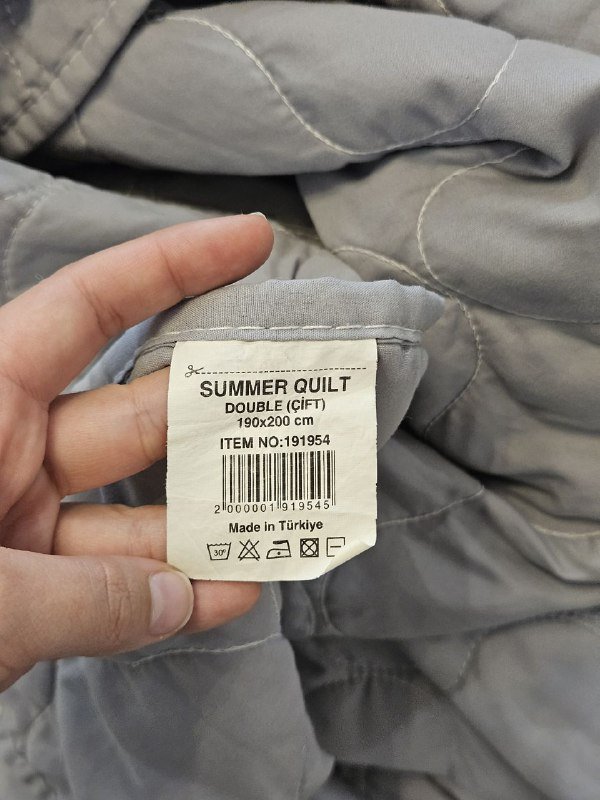 SUMMER QUILT
DOUBLE (ÇİFT)
190x200 cm
ITEM NO:191954
2 000001 919545
Made in Türkiye
30°